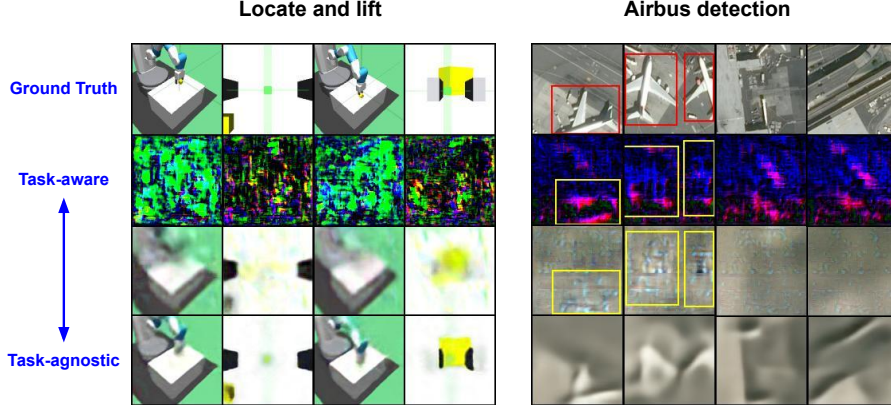 Locate and lift
Airbus detection
Ground Truth
Task-aware
Task-agnostic